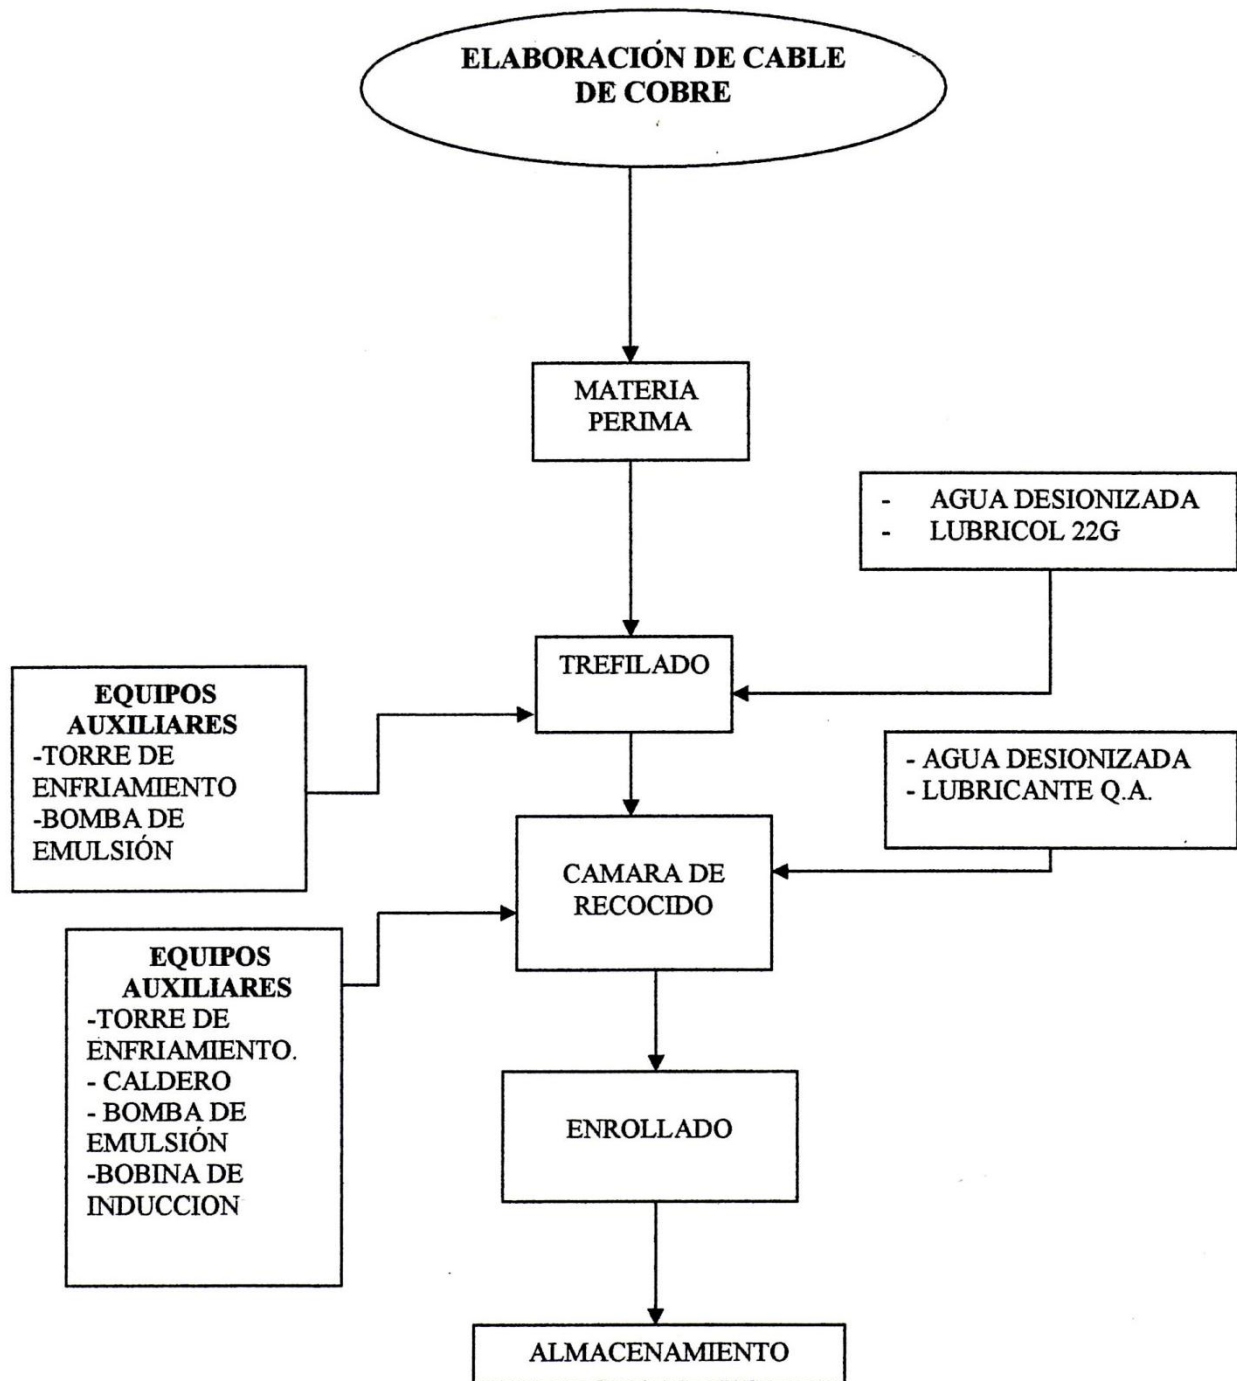 ELABORACIÓN DE CABLE
DE COBRE
MATERIA
PERIMA
- AGUA DESIONIZADA
- LUBRICOL 22G
TREFILADO
EQUIPOS
AUXILIARES
-TORRE DE
ENFRIAMIENTO
-BOMBA DE
EMULSIÓN
- AGUA DESIONIZADA
- LUBRICANTE Q.A.
CAMARA DE
RECOCIDO
EQUIPOS
AUXILIARES
-TORRE DE
ENFRIAMIENTO.
- CALDERO
- BOMBA DE
EMULSIÓN
-BOBINA DE
INDUCCION
ENROLLADO
ALMACENAMIENTO